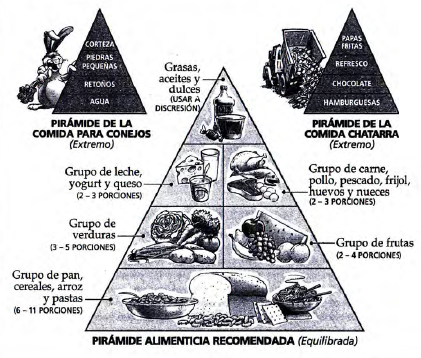 CORTEZA
PIEDRAS
PEQUEÑAS
RETOÑOS
AGUA
PIRÁMIDE DE LA
COMIDA PARA CONEJOS
(Extremo)
PAPAS
FRITAS
REFRESCO
CHOCOLATE
HAMBURGUESAS
PIRÁMIDE DE LA
COMIDA CHATARRA
(Extremo)
Grasas,
aceites y
dulces
(USAR A
DISCRESIÓN)
Grupo de leche,
yogurt y queso
(2 – 3 PORCIONES)
Grupo de carne,
pollo, pescado, frijol,
huevos y nueces
(2 – 3 PORCIONES)
Grupo de
verduras
(3 – 5 PORCIONES)
Grupo de frutas
(2 – 4 PORCIONES)
Grupo de pan,
cereales, arroz
y pastas
(6 – 11 PORCIONES)
PIRÁMIDE ALIMENTICIA RECOMENDADA (Equilibrada)